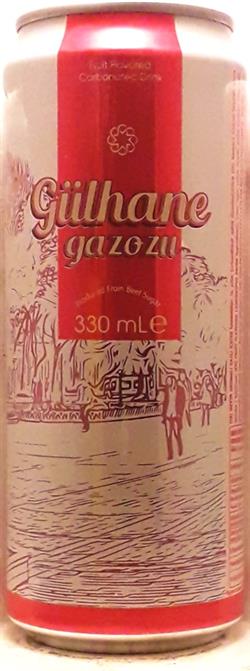 Fruit Flavored
Carbonated Drink
Gülhane
gazozu
Produced From Beet Sugar
330 mL℮